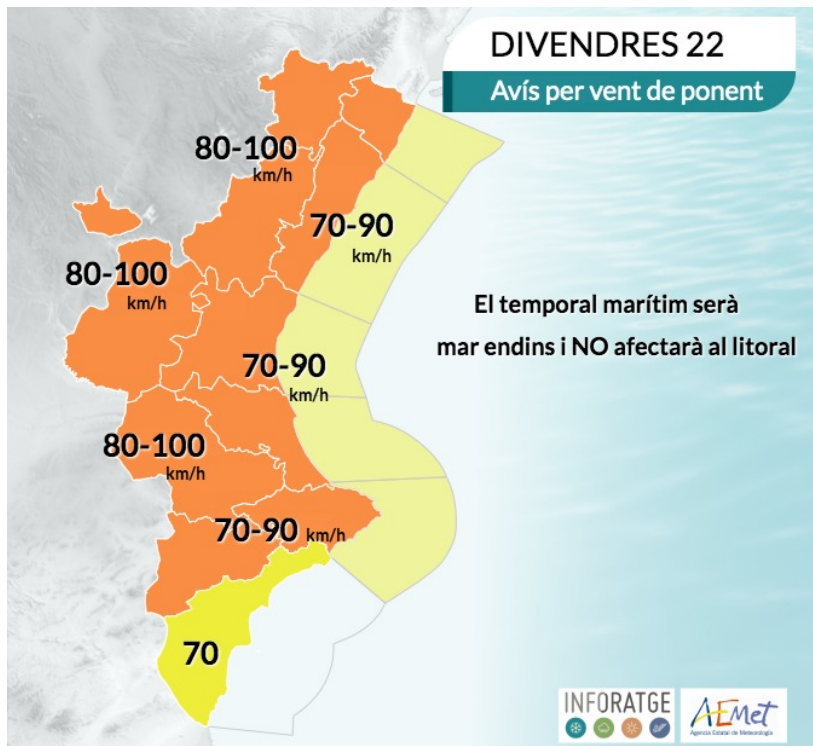 DIVENDRES 22
Avís per vent de ponent
80-100
km/h
70-90
km/h
80-100
km/h
El temporal marítim serà
mar endins i NO afectarà al litoral
70-90
km/h
80-100
km/h
70-90 km/h
70
INFORATGE
AEMet
Agencia Estatal de Meteorología